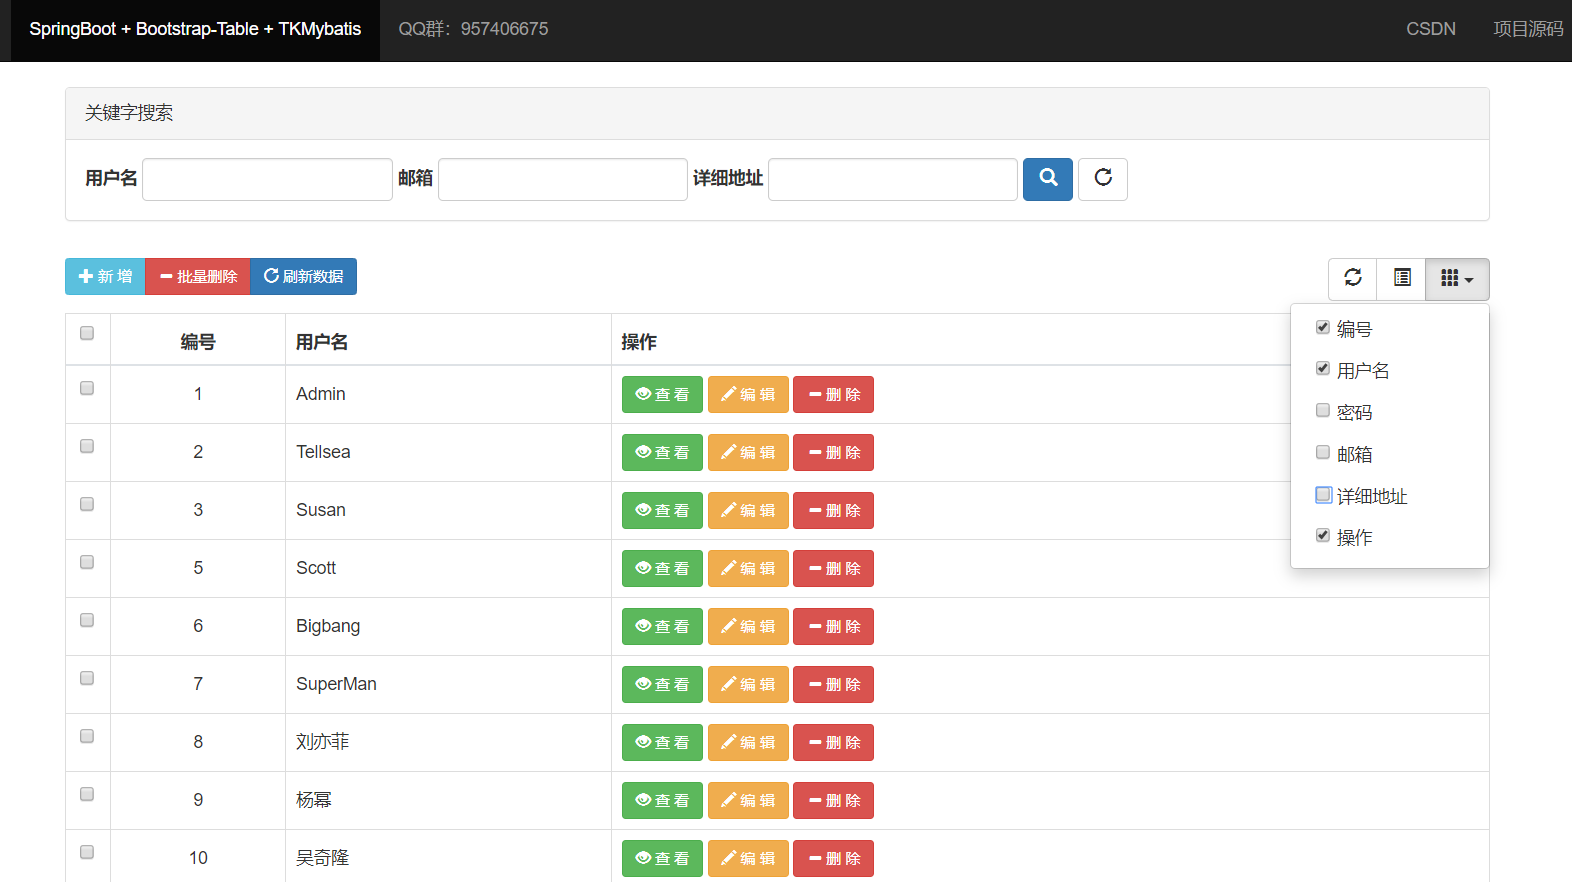 SpringBoot + Bootstrap-Table + TKMybatis QQ群：957406675 CSDN 项目源码
关键字搜索
用户名 邮箱 详细地址
新 增 批量删除 刷新数据
编号 用户名 操作
1 Admin 查 看 编 辑 删 除
2 Tellsea 查 看 编 辑 删 除
3 Susan 查 看 编 辑 删 除
5 Scott 查 看 编 辑 删 除
6 Bigbang 查 看 编 辑 删 除
7 SuperMan 查 看 编 辑 删 除
8 刘亦菲 查 看 编 辑 删 除
9 杨幂 查 看 编 辑 删 除
10 吴奇隆 查 看 编 辑 删 除
编号
用户名
密码
邮箱
详细地址
操作